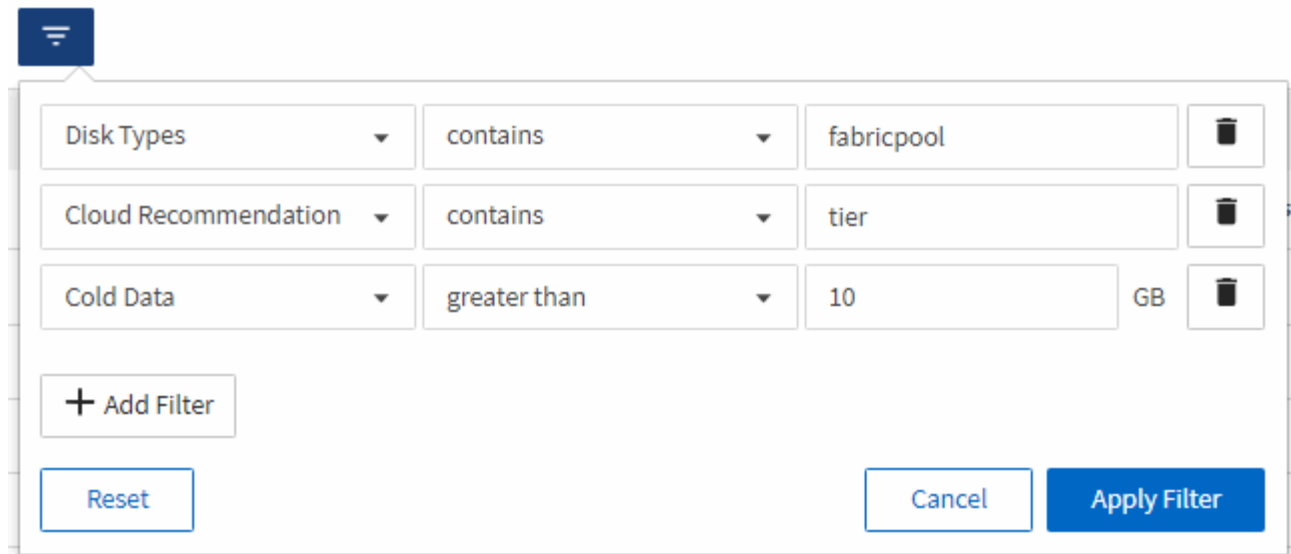 Disk Types contains fabricpool
Cloud Recommendation contains tier
Cold Data greater than 10 GB
Add Filter
Reset Cancel Apply Filter